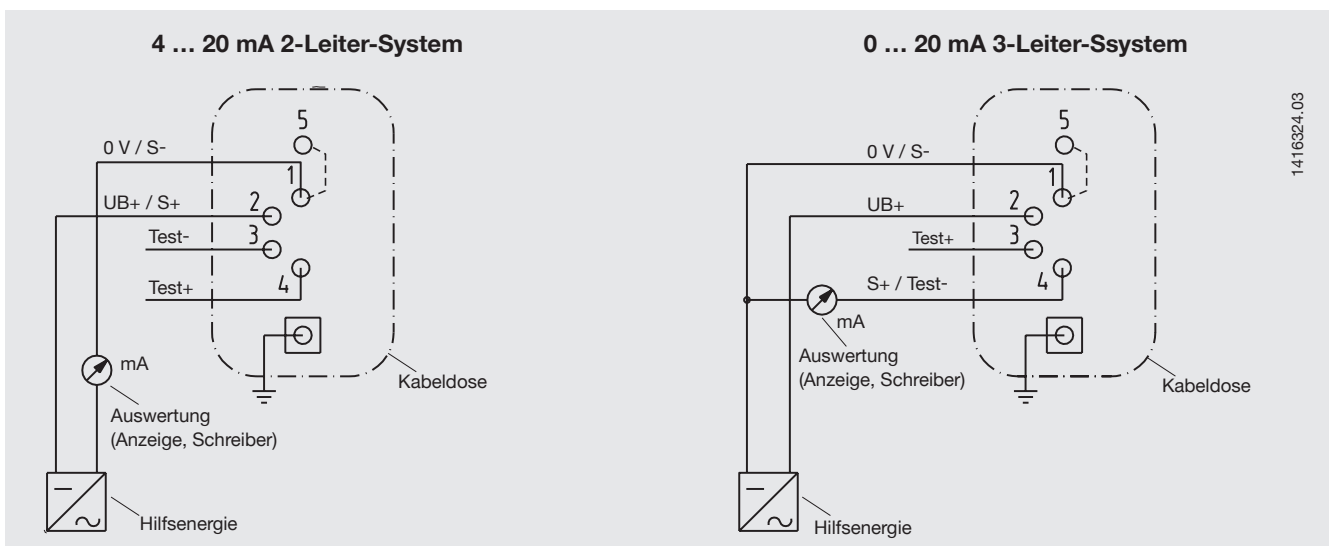 4 … 20 mA 2-Leiter-System
5
0 V / S-
1
UB+ / S+
2
Test-
3
Test+
4
mA
Kabeldose
Auswertung
(Anzeige, Schreiber)
Hilfsenergie
0 … 20 mA 3-Leiter-Ssystem
5
0 V / S-
1
UB+
2
Test+
3
S+ / Test-
4
mA
Auswertung
(Anzeige, Schreiber)
Kabeldose
Hilfsenergie
1416324.03